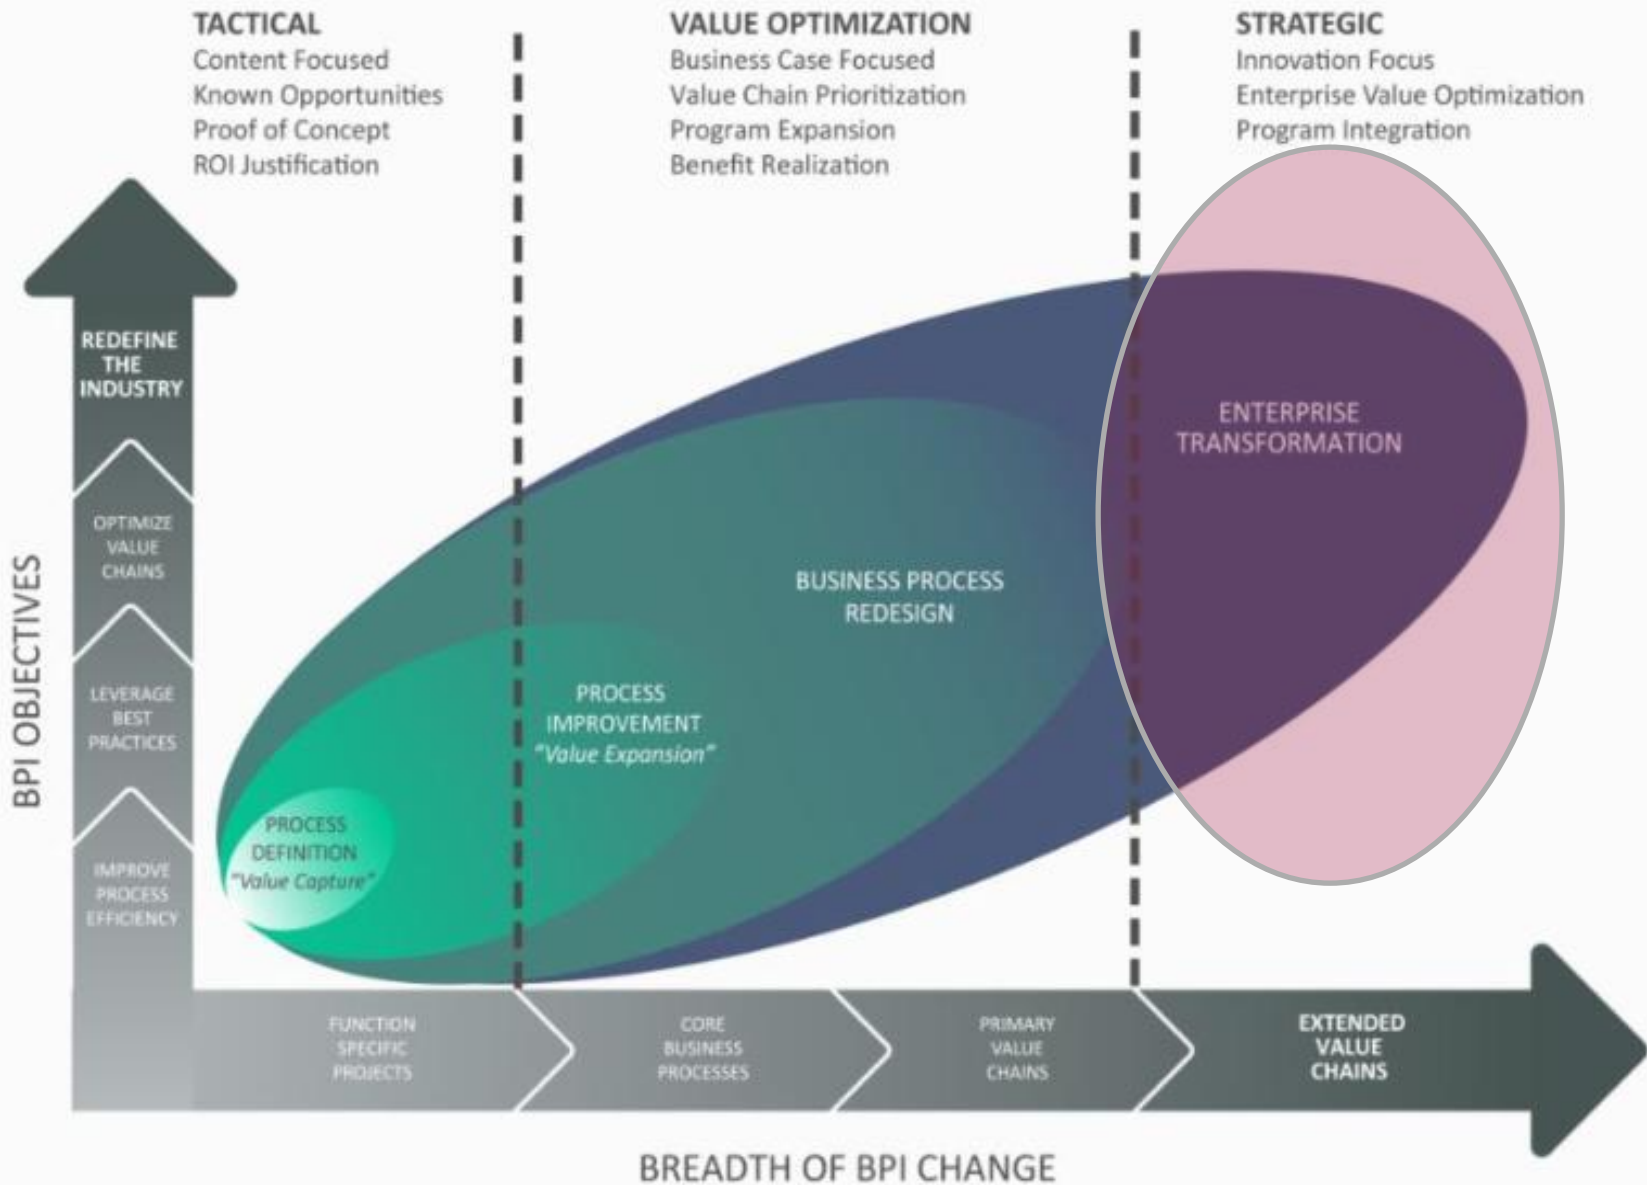 TACTICAL
Content Focused
Known Opportunities
Proof of Concept
ROI Justification
VALUE OPTIMIZATION
Business Case Focused
Value Chain Prioritization
Program Expansion
Benefit Realization
STRATEGIC
Innovation Focus
Enterprise Value Optimization
Program Integration
BPI OBJECTIVES
REDEFINE
THE
INDUSTRY
OPTIMIZE
VALUE
CHAINS
LEVERAGE
BEST
PRACTICES
IMPROVE
PROCESS
EFFICIENCY
ENTERPRISE
TRANSFORMATION
BUSINESS PROCESS
REDESIGN
PROCESS
IMPROVEMENT
"Value Expansion"
PROCESS
DEFINITION
"Value Capture"
FUNCTION
SPECIFIC
PROJECTS
CORE
BUSINESS
PROCESSES
PRIMARY
VALUE
CHAINS
EXTENDED
VALUE
CHAINS
BREADTH OF BPI CHANGE